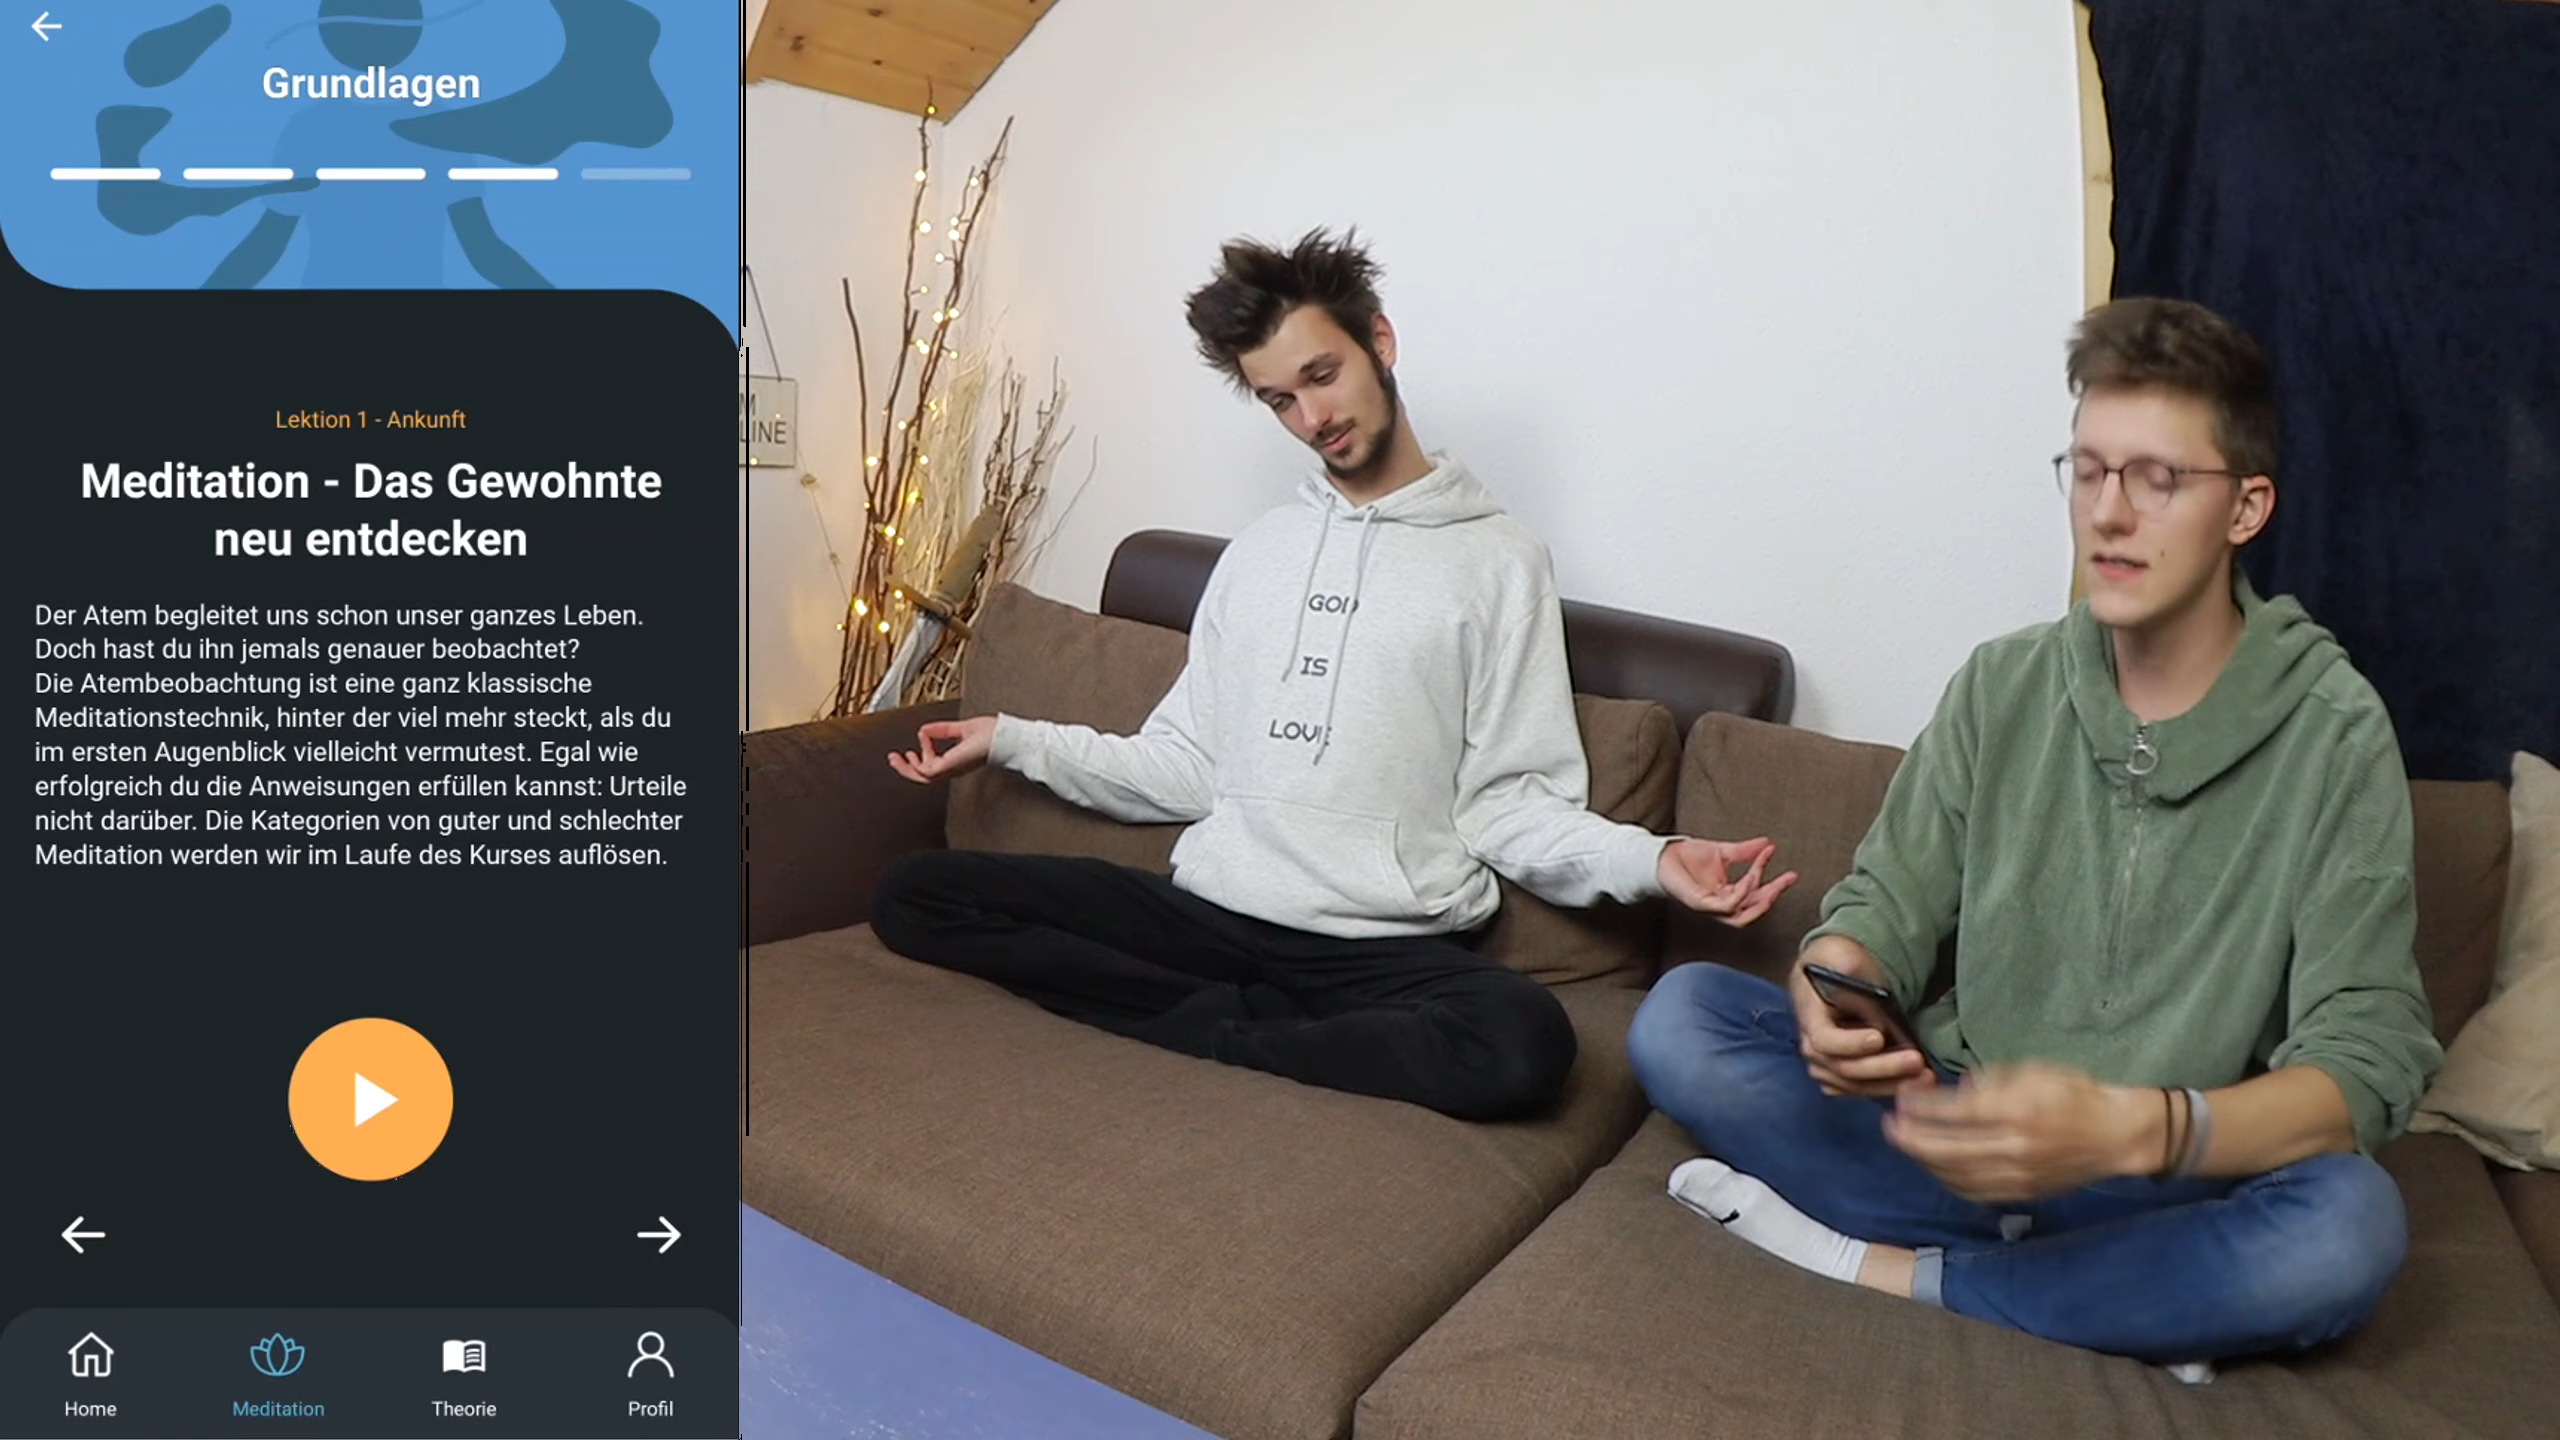 Grundlagen
Lektion 1 - Ankunft
Meditation - Das Gewohnte
neu entdecken
Der Atem begleitet uns schon unser ganzes Leben.
Doch hast du ihn jemals genauer beobachtet?
Die Atembeobachtung ist eine ganz klassische
Meditationstechnik, hinter der viel mehr steckt, als du
im ersten Augenblick vielleicht vermutest. Egal wie
erfolgreich du die Anweisungen erfüllen kannst: Urteile
nicht darüber. Die Kategorien von guter und schlechter
Meditation werden wir im Laufe des Kurses auflösen.
Home
Meditation
Theorie
Profil
M
LINE
GOD
IS
LOVE